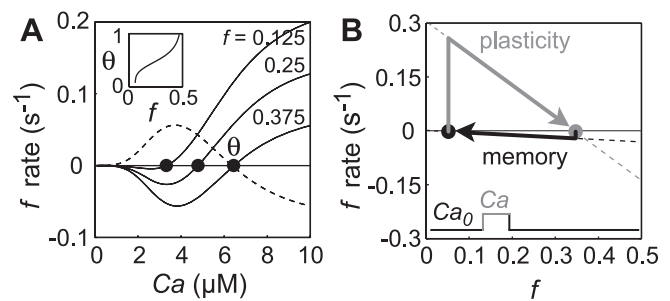 A
f rate (s⁻¹)
0.2
0.1
0
-0.1
1
θ
0
0
0.5
f
f = 0.125
0.25
0.375
θ
0
2
4
6
8
10
Ca (μM)
B
f rate (s⁻¹)
0.3
0.15
0
-0.15
-0.3
plasticity
memory
Ca₀
Ca
0
0.1
0.2
0.3
0.4
0.5
f